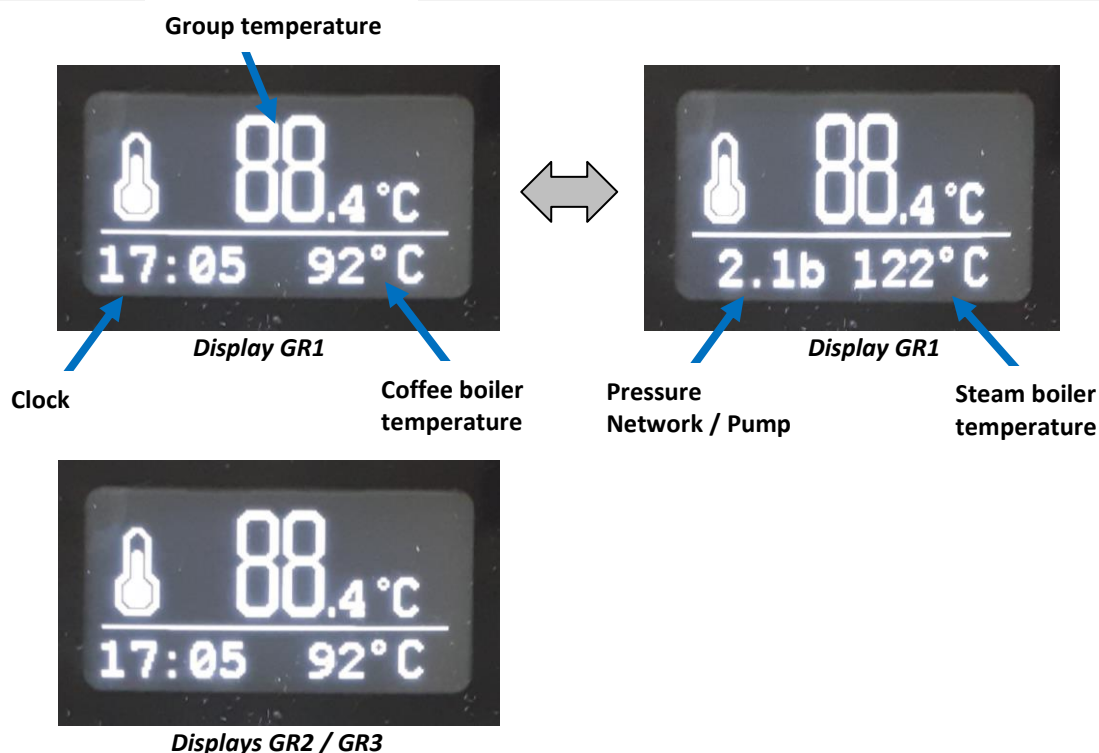 Group temperature
88.4°C
17:05 92°C
Display GR1
Clock
Coffee boiler
temperature
88.4°C
2.1b 122°C
Display GR1
Pressure
Network / Pump
Steam boiler
temperature
88.4°C
17:05 92°C
Displays GR2 / GR3